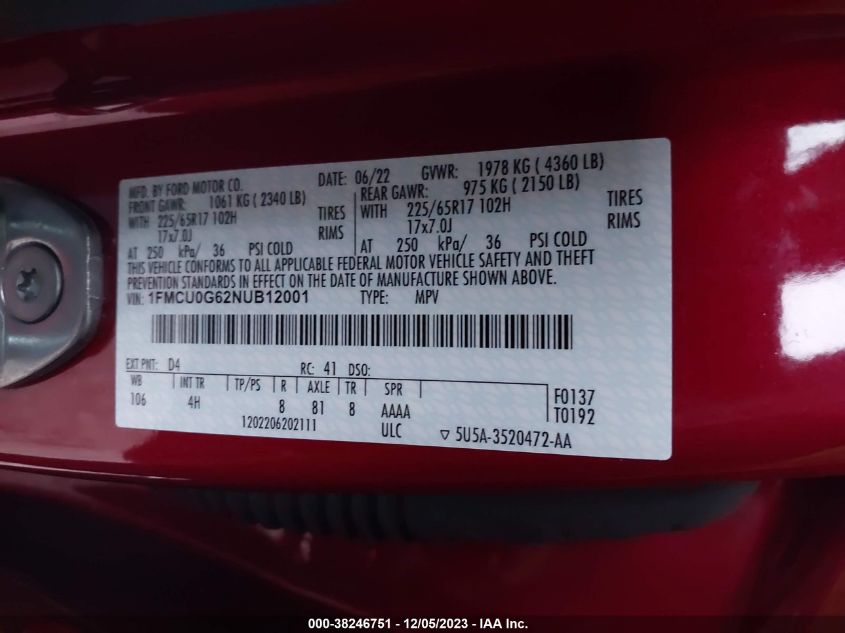 MFD. BY FORD MOTOR CO. DATE: 06/22 GVWR: 1978 KG ( 4360 LB)
FRONT GAWR: 1061 KG ( 2340 LB) REAR GAWR: 975 KG ( 2150 LB)
WITH 225/65R17 102H TIRES WITH 225/65R17 102H TIRES
17x7.0J RIMS 17x7.0J RIMS
AT 250 kPa/ 36 PSI COLD AT 250 kPa/ 36 PSI COLD
THIS VEHICLE CONFORMS TO ALL APPLICABLE FEDERAL MOTOR VEHICLE SAFETY AND THEFT
PREVENTION STANDARDS IN EFFECT ON THE DATE OF MANUFACTURE SHOWN ABOVE.
VIN: 1FMCU0G62NUB12001 TYPE: MPV
EXT PNT: D4 RC: 41 DSO:
WB INT TR TP/PS R AXLE TR SPR
106 4H 8 81 8 AAAA F0137
1202206202111 ULC T0192
5U5A-3520472-AA
000-38246751 - 12/05/2023 - IAA Inc.